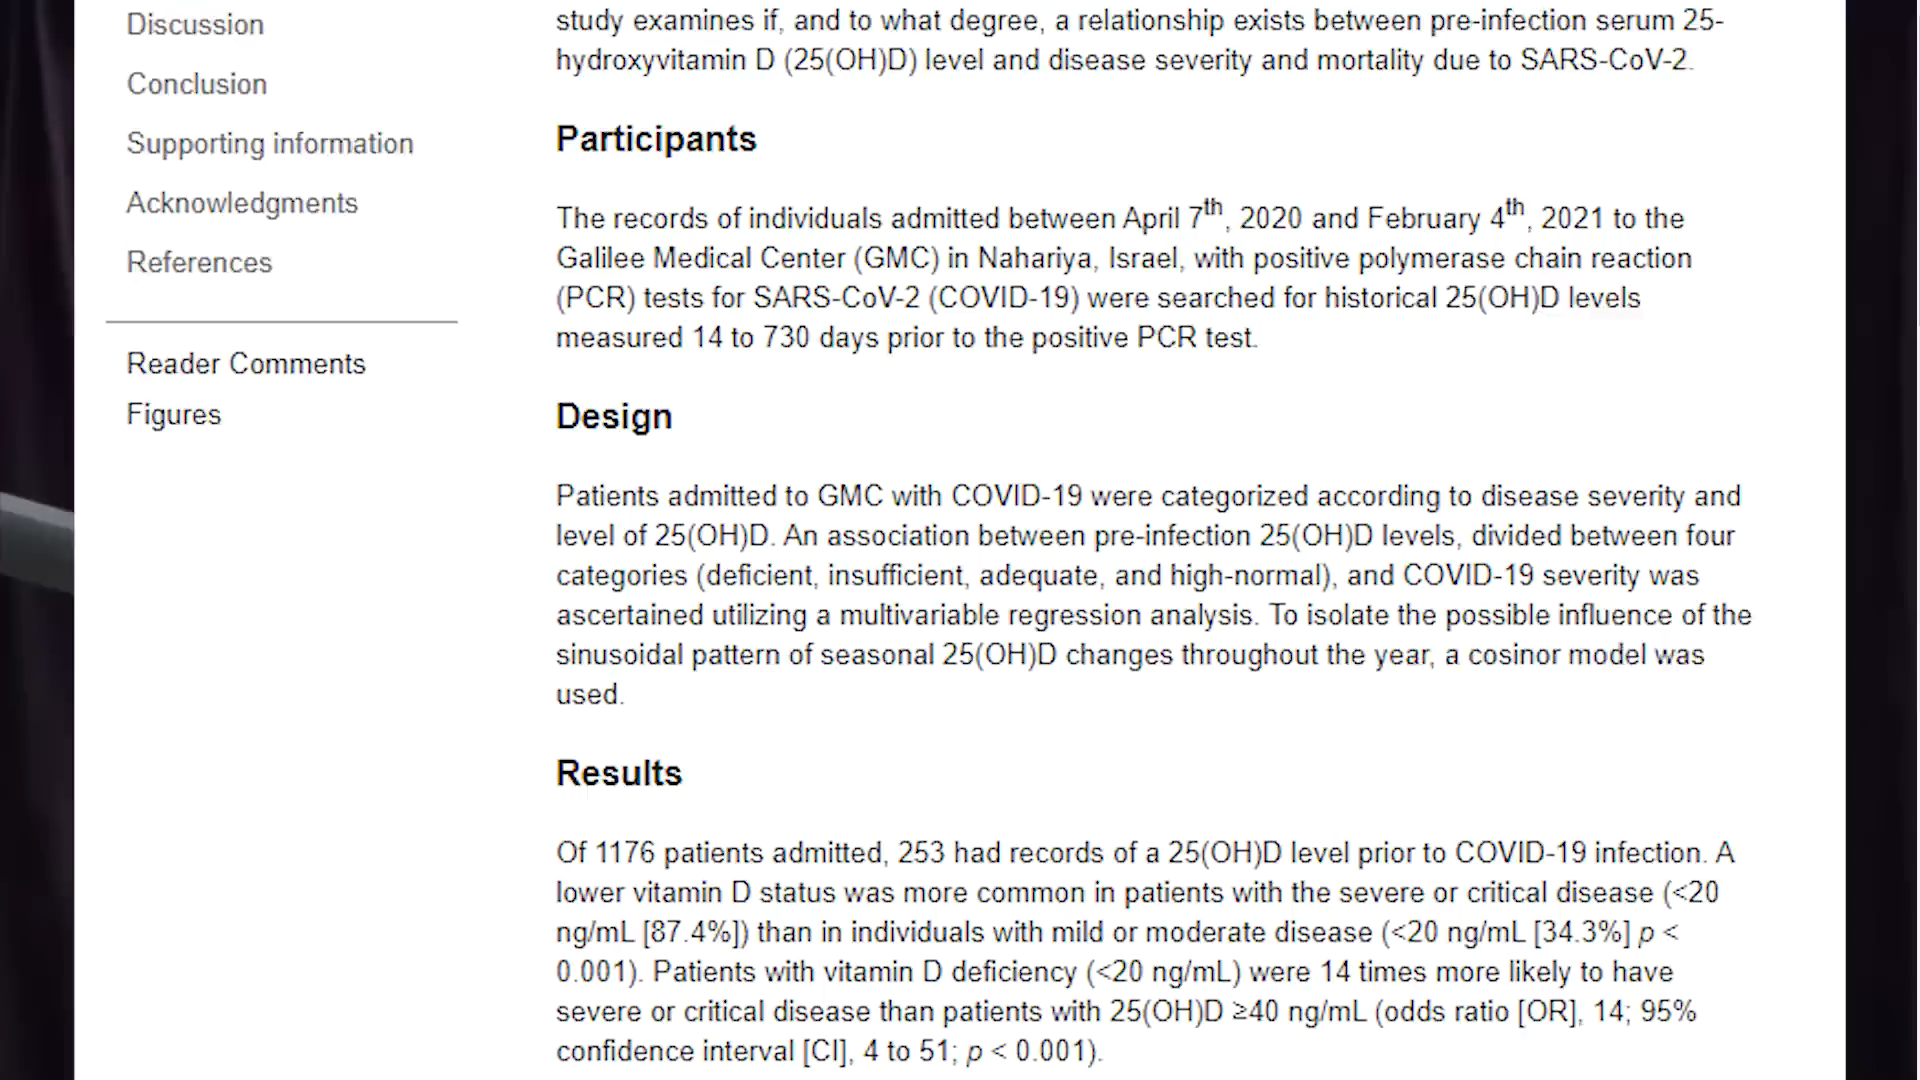 Discussion
Conclusion
Supporting information
Acknowledgments
References
Reader Comments
Figures
study examines if, and to what degree, a relationship exists between pre-infection serum 25-
hydroxyvitamin D (25(OH)D) level and disease severity and mortality due to SARS-CoV-2.
Participants
The records of individuals admitted between April 7th, 2020 and February 4th, 2021 to the
Galilee Medical Center (GMC) in Nahariya, Israel, with positive polymerase chain reaction
(PCR) tests for SARS-CoV-2 (COVID-19) were searched for historical 25(OH)D levels
measured 14 to 730 days prior to the positive PCR test.
Design
Patients admitted to GMC with COVID-19 were categorized according to disease severity and
level of 25(OH)D. An association between pre-infection 25(OH)D levels, divided between four
categories (deficient, insufficient, adequate, and high-normal), and COVID-19 severity was
ascertained utilizing a multivariable regression analysis. To isolate the possible influence of the
sinusoidal pattern of seasonal 25(OH)D changes throughout the year, a cosinor model was
used.
Results
Of 1176 patients admitted, 253 had records of a 25(OH)D level prior to COVID-19 infection. A
lower vitamin D status was more common in patients with the severe or critical disease (<20
ng/mL [87.4%]) than in individuals with mild or moderate disease (<20 ng/mL [34.3%] p <
0.001). Patients with vitamin D deficiency (<20 ng/mL) were 14 times more likely to have
severe or critical disease than patients with 25(OH)D ≥40 ng/mL (odds ratio [OR], 14; 95%
confidence interval [CI], 4 to 51; p < 0.001).